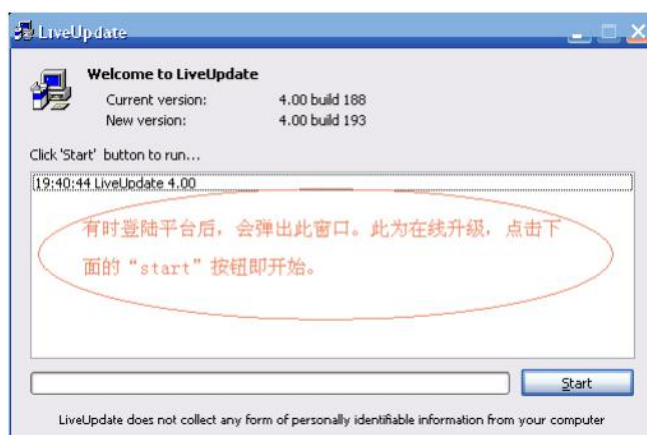 LiveUpdate
Welcome to LiveUpdate
Current version: 4.00 build 188
New version: 4.00 build 193
Click 'Start' button to run...
19:40:44 LiveUpdate 4.00
有时登陆平台后，会弹出此窗口。此为在线升级，点击下
面的“start”按钮即开始。
Start
LiveUpdate does not collect any form of personally identifiable information from your computer